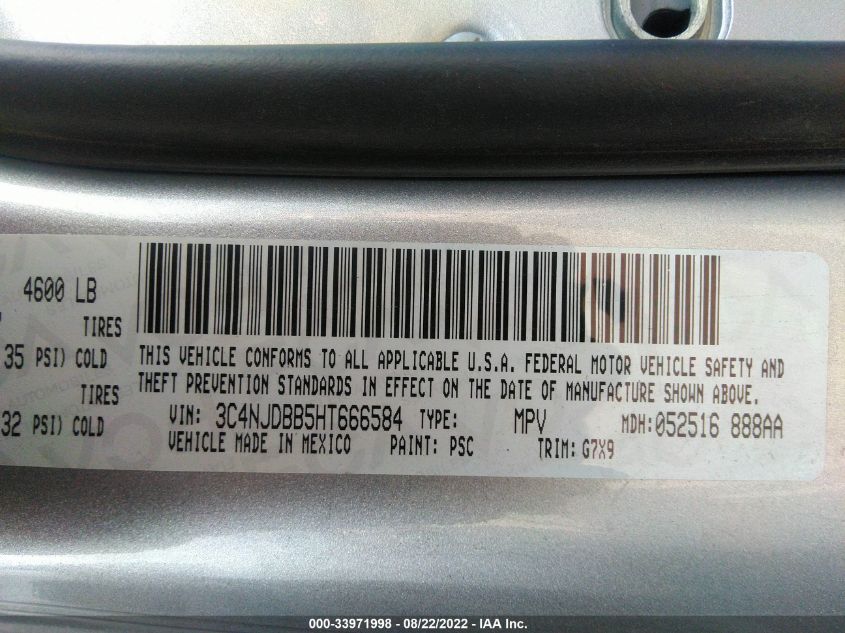 4600 LB
TIRES
35 PSI) COLD
TIRES
32 PSI) COLD
THIS VEHICLE CONFORMS TO ALL APPLICABLE U.S.A. FEDERAL MOTOR VEHICLE SAFETY AND
THEFT PREVENTION STANDARDS IN EFFECT ON THE DATE OF MANUFACTURE SHOWN ABOVE.
VIN: 3C4NJDBB5HT666584 TYPE: MPV MDH:052516 888AA
VEHICLE MADE IN MEXICO PAINT: PSC TRIM: G7X9
000-33971998 - 08/22/2022 - IAA Inc.